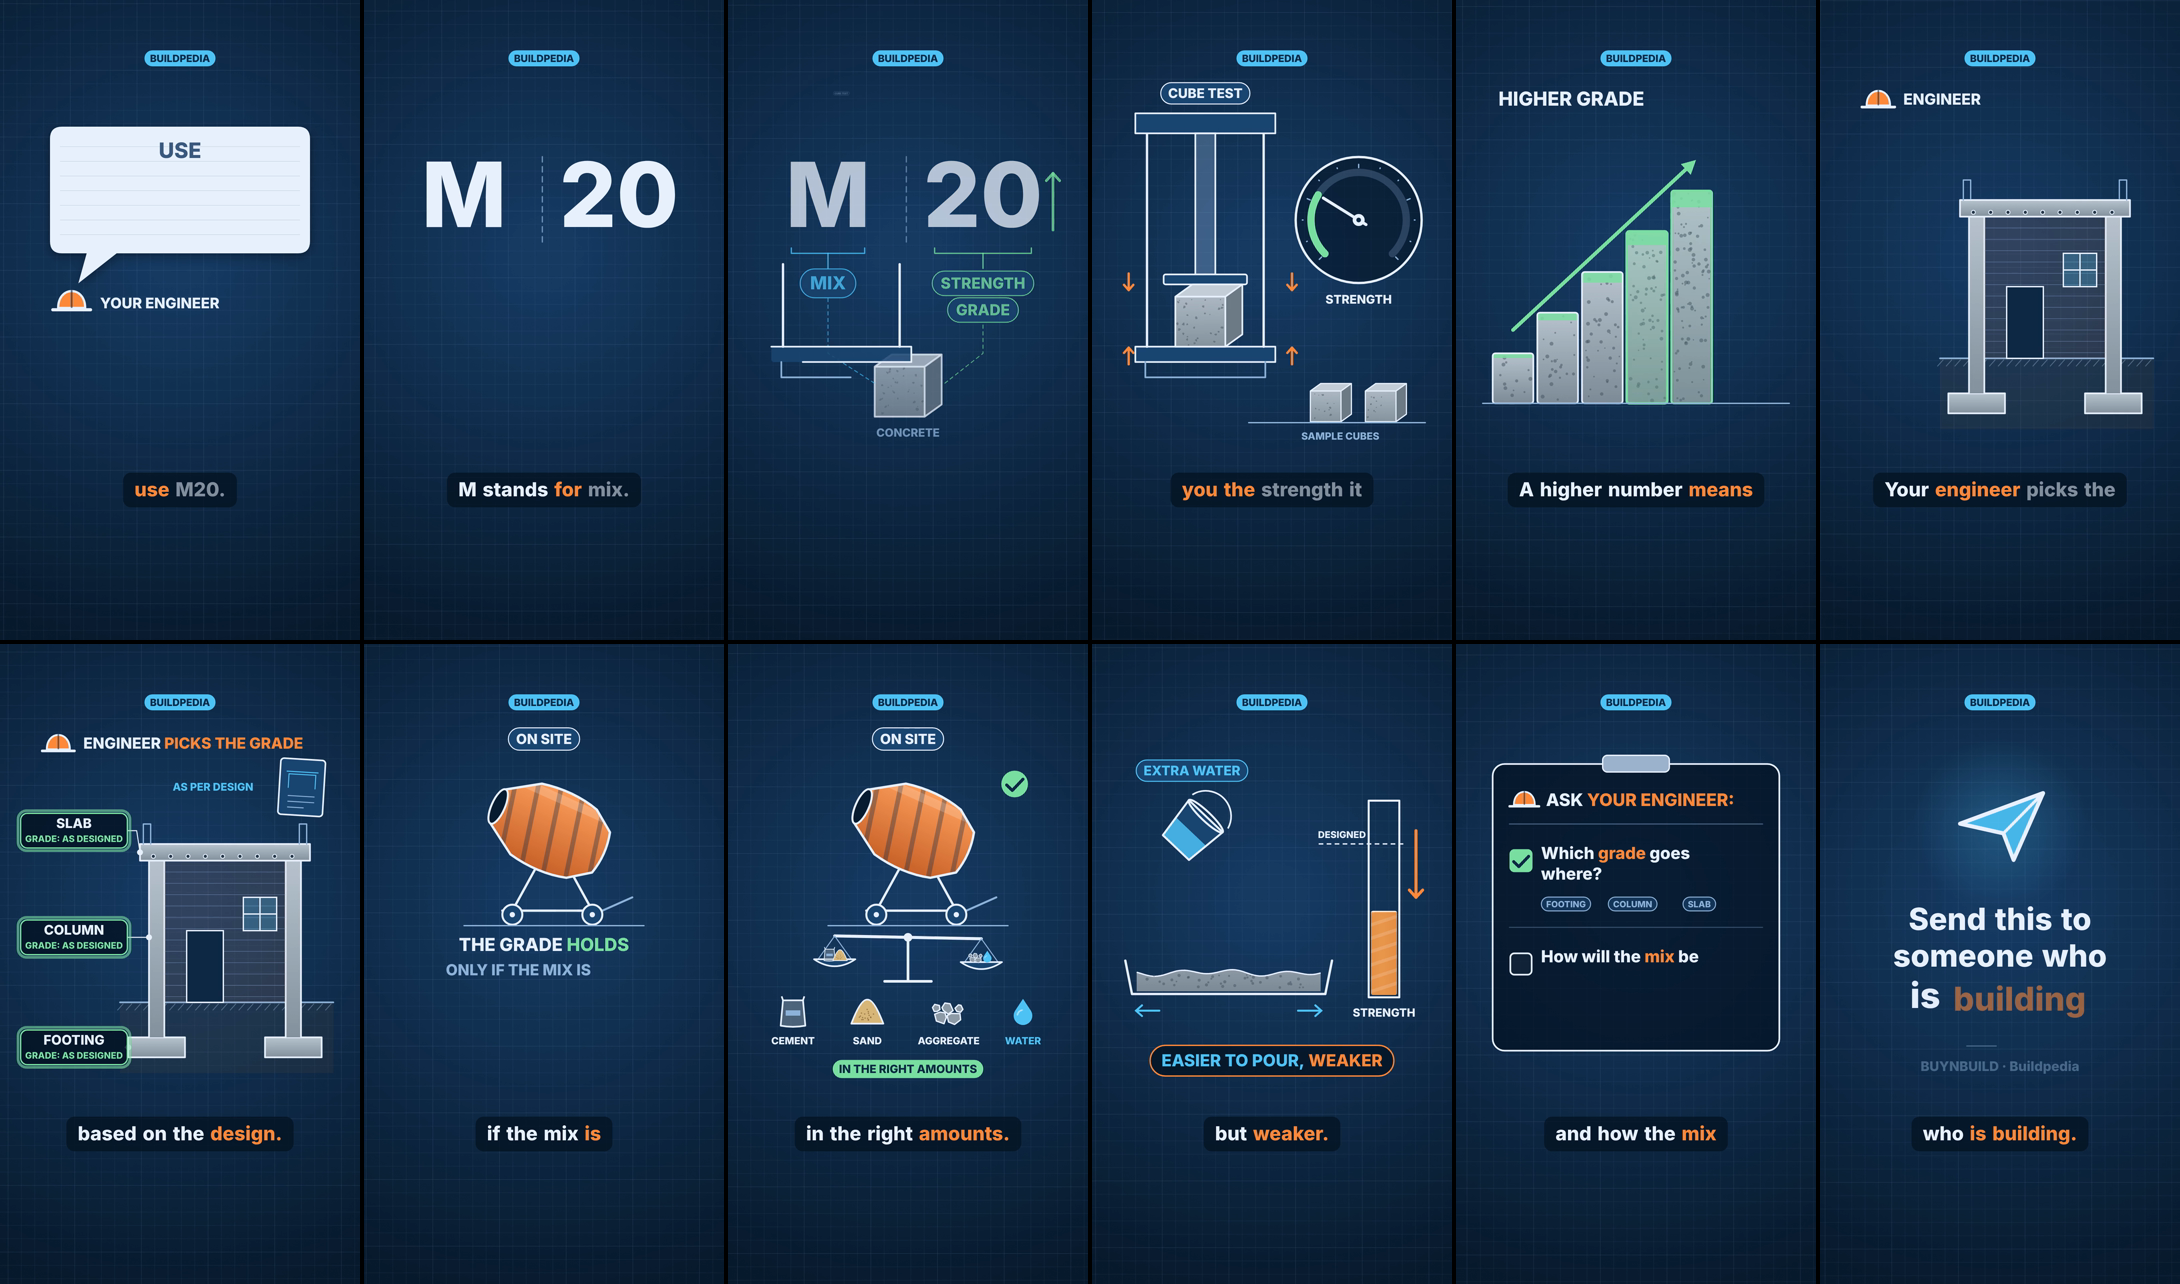 BUILDPEDIA
USE
YOUR ENGINEER
use M20.
BUILDPEDIA
M 20
M stands for mix.
BUILDPEDIA
M 20
MIX
STRENGTH
GRADE
CONCRETE
BUILDPEDIA
CUBE TEST
STRENGTH
SAMPLE CUBES
you the strength it
BUILDPEDIA
HIGHER GRADE
A higher number means
BUILDPEDIA
ENGINEER
Your engineer picks the
BUILDPEDIA
ENGINEER PICKS THE GRADE
AS PER DESIGN
SLAB
GRADE: AS DESIGNED
COLUMN
GRADE: AS DESIGNED
FOOTING
GRADE: AS DESIGNED
based on the design.
BUILDPEDIA
ON SITE
THE GRADE HOLDS
ONLY IF THE MIX IS
if the mix is
BUILDPEDIA
ON SITE
CEMENT SAND AGGREGATE WATER
IN THE RIGHT AMOUNTS
in the right amounts.
BUILDPEDIA
EXTRA WATER
DESIGNED
STRENGTH
EASIER TO POUR, WEAKER
but weaker.
BUILDPEDIA
ASK YOUR ENGINEER:
Which grade goes
where?
FOOTING COLUMN SLAB
How will the mix be
and how the mix
BUILDPEDIA
Send this to
someone who
is building
BUYNBUILD · Buildpedia
who is building.